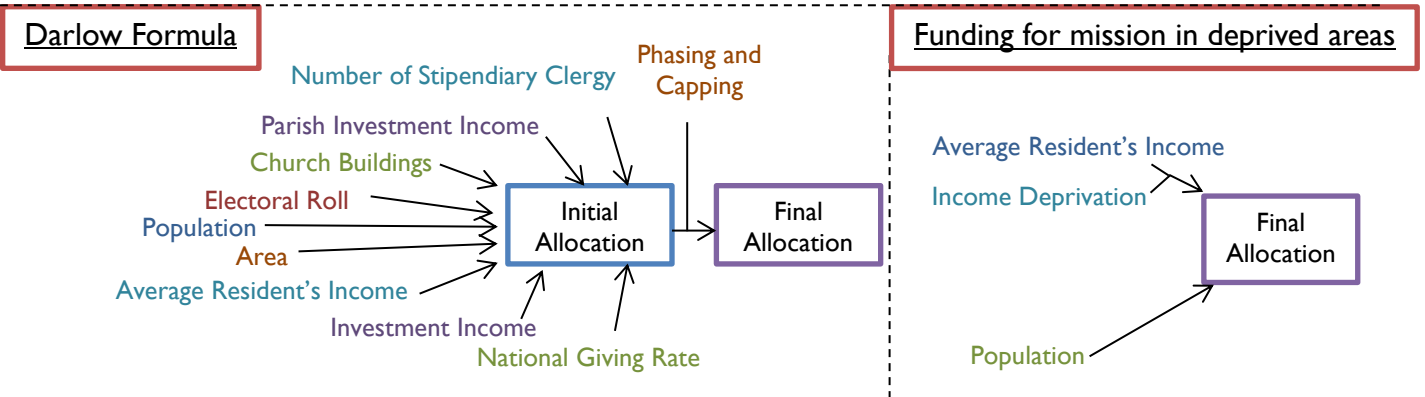 Darlow Formula
Number of Stipendiary Clergy
Phasing and
Capping
Parish Investment Income
Church Buildings
Electoral Roll
Population
Area
Average Resident’s Income
Investment Income
National Giving Rate
Initial
Allocation
Final
Allocation
Funding for mission in deprived areas
Average Resident’s Income
Income Deprivation
Final
Allocation
Population